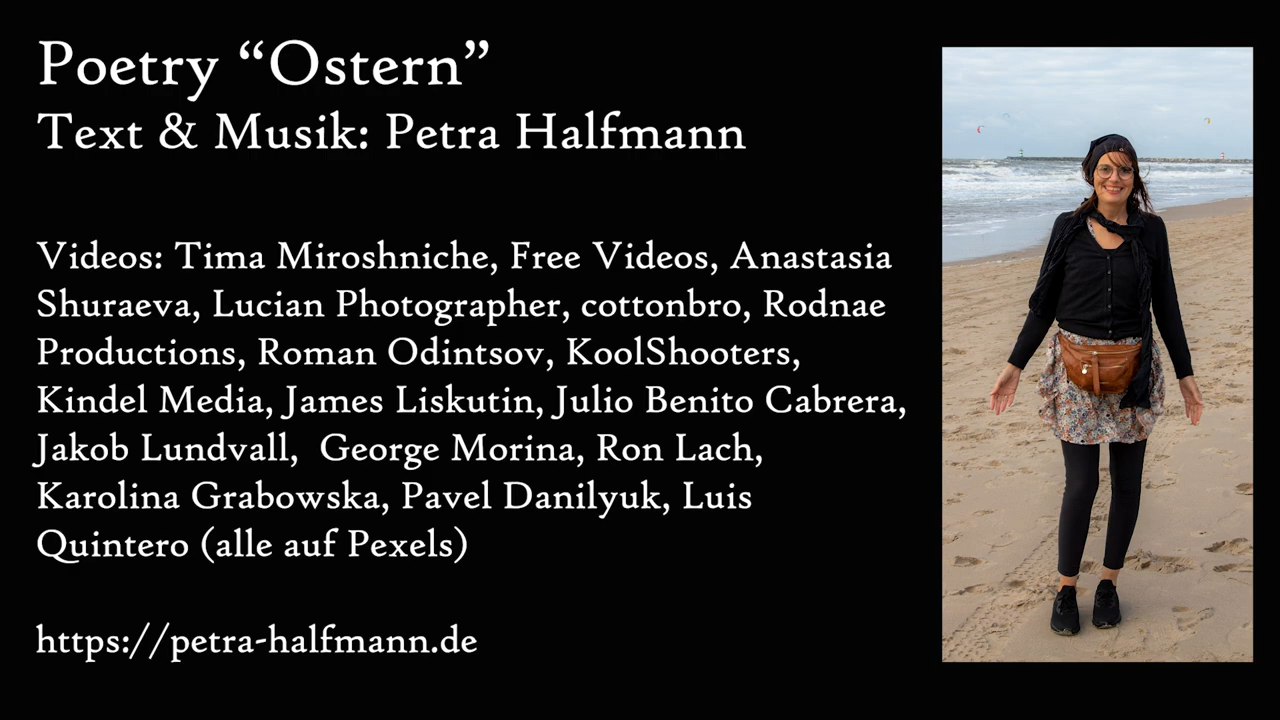 Poetry “Ostern”
Text & Musik: Petra Halfmann
Videos: Tima Miroshniche, Free Videos, Anastasia
Shuraeva, Lucian Photographer, cottonbro, Rodnae
Productions, Roman Odintsov, KoolShooters,
Kindel Media, James Liskutin, Julio Benito Cabrera,
Jakob Lundvall,  George Morina, Ron Lach,
Karolina Grabowska, Pavel Danilyuk, Luis
Quintero (alle auf Pexels)
https://petra-halfmann.de